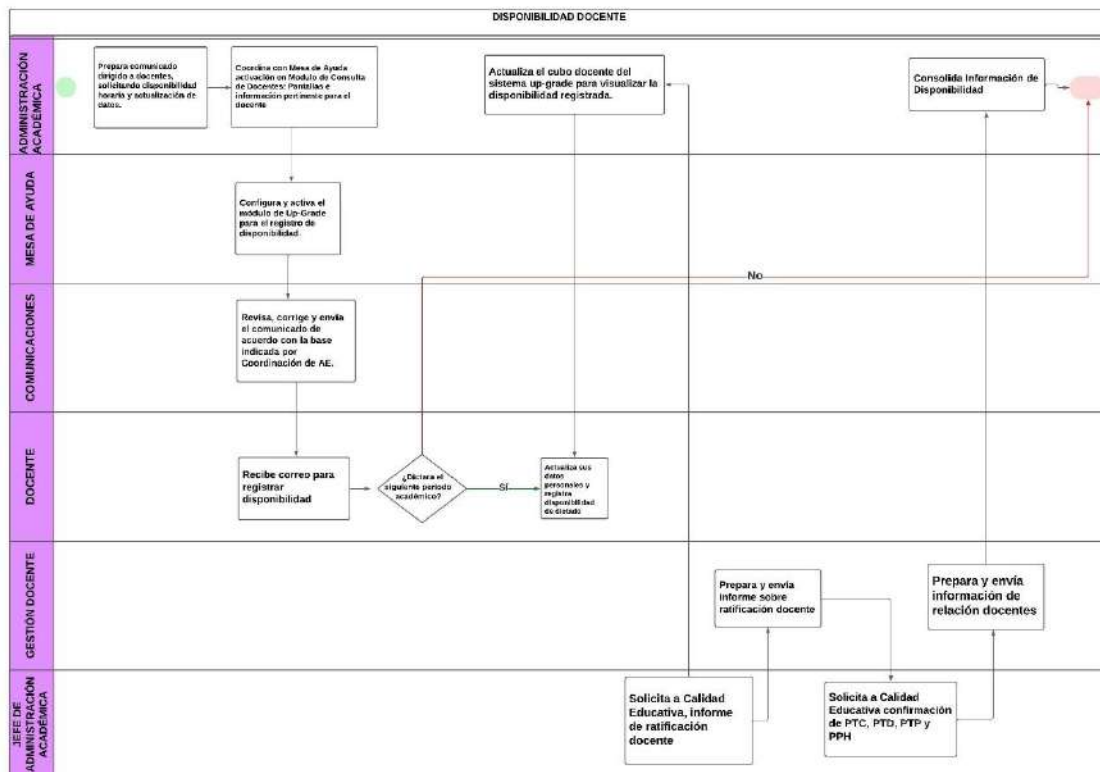 DISPONIBILIDAD DOCENTE
ADMINISTRACIÓN
ACADÉMICA
Prepara comunicado
dirigido a docentes,
solicitando disponibilidad
horaria y actualización de
datos.
Coordina con Mesa de Ayuda
activación en Modulo de Consulta
de Docentes: Pantallas e
información pertinente para el
docente
Actualiza el cubo docente del
sistema up-grade para visualizar la
disponibilidad registrada.
Consolida Información de
Disponibilidad
MESA DE AYUDA
Configura y activa el
módulo de Up-Grade
para el registro de
disponibilidad.
No
COMUNICACIONES
Revisa, corrige y envía
el comunicado de
acuerdo con la base
indicada por
Coordinación de AE.
DOCENTE
Recibe correo para
registrar
disponibilidad
¿Dictara el
siguiente periodo
académico?
Sí
Actualiza sus
datos
personales y
registra
disponibilidad
de dictado
GESTIÓN DOCENTE
Prepara y envía
informe sobre
ratificación docente
Prepara y envía
información de
relación docentes
JEFE DE
ADMINISTRACIÓN
ACADÉMICA
Solicita a Calidad
Educativa, informe
de ratificación
docente
Solicita a Calidad
Educativa confirmación
de PTC, PTD, PTP y
PPH